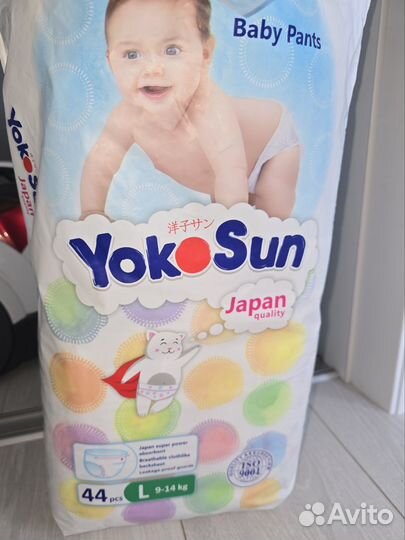 Baby Pants
洋子サン
YokoSun
Japan
quality
YokoSun
Japan
Japan super power
absorbent
Breathable clothlike
backsheet
Leakage proof guards
44 pcs L 9-14 kg
ISO
9001
Avito